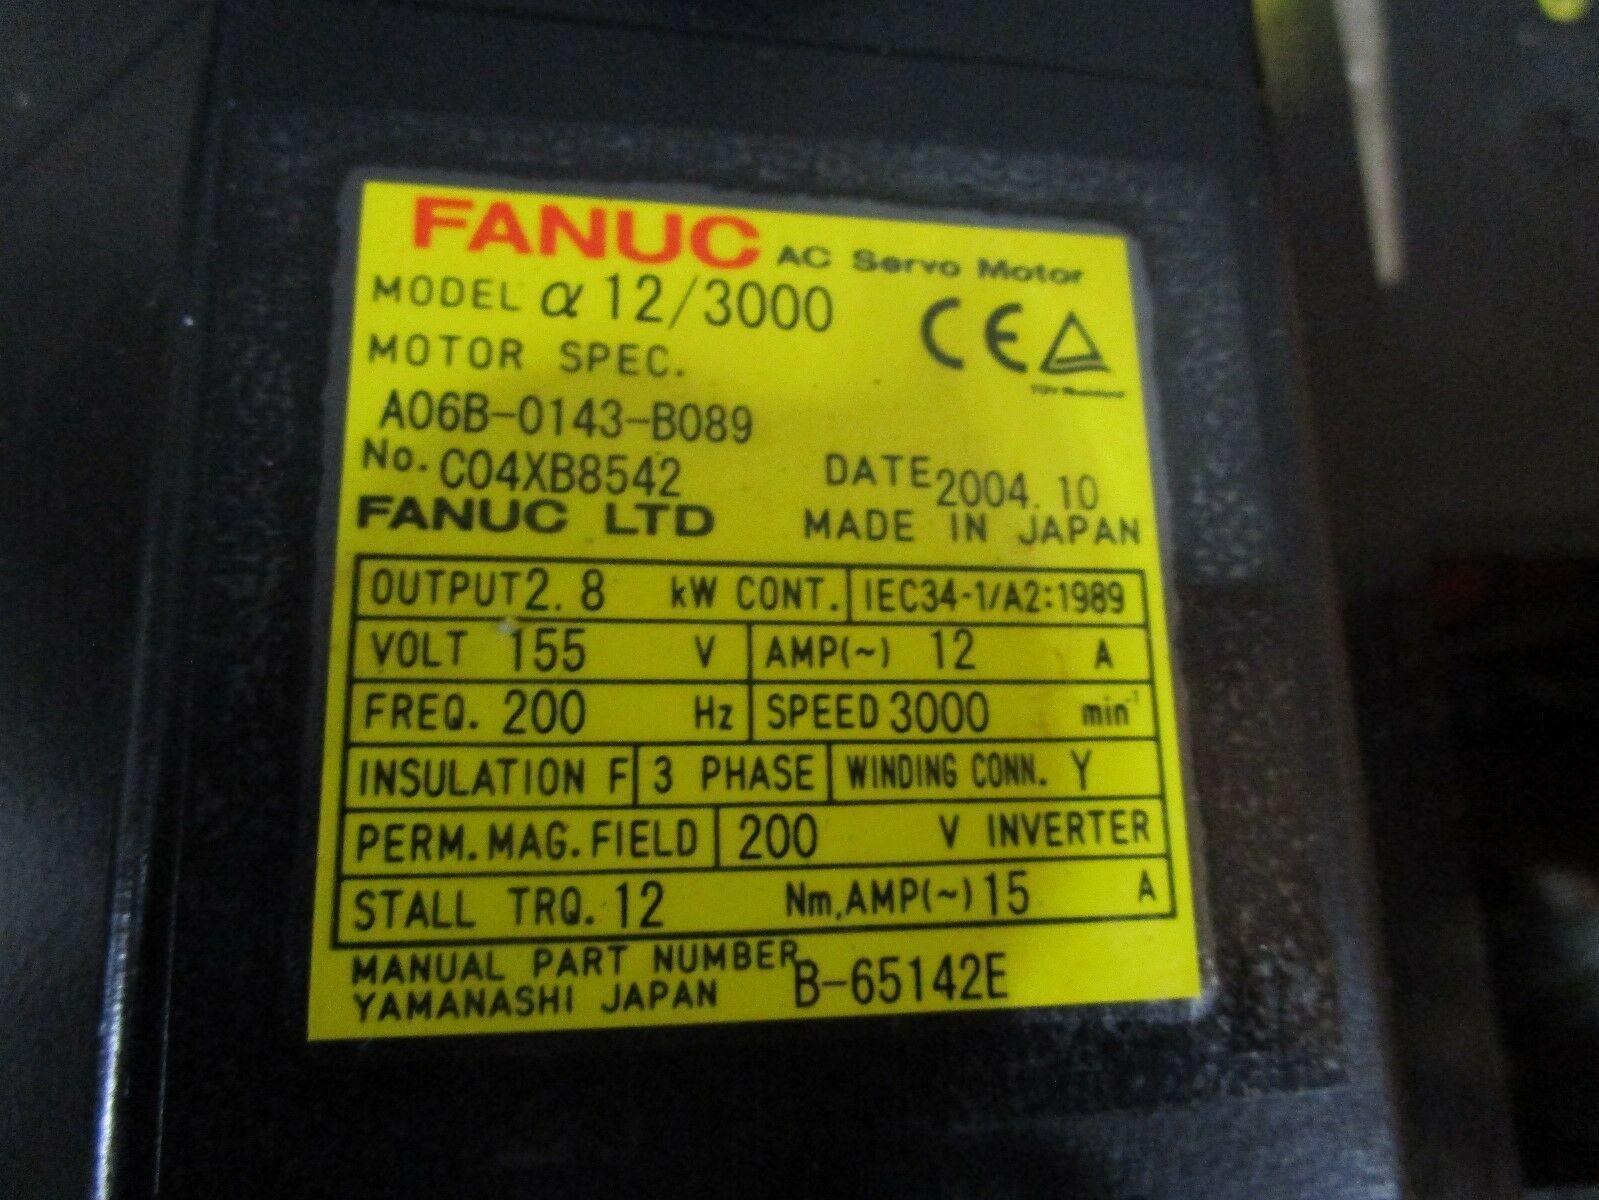 FANUC AC Servo Motor
MODEL α 12/3000
CE
MOTOR SPEC.
A06B-0143-B089
No. C04XB8542 DATE 2004.10
FANUC LTD MADE IN JAPAN
OUTPUT 2.8 kW CONT. IEC34-1/A2:1989
VOLT 155 V AMP(~) 12 A
FREQ. 200 Hz SPEED 3000 min⁻¹
INSULATION F 3 PHASE WINDING CONN. Y
PERM.MAG.FIELD 200 V INVERTER
STALL TRQ. 12 Nm,AMP(~) 15 A
MANUAL PART NUMBER B-65142E
YAMANASHI JAPAN